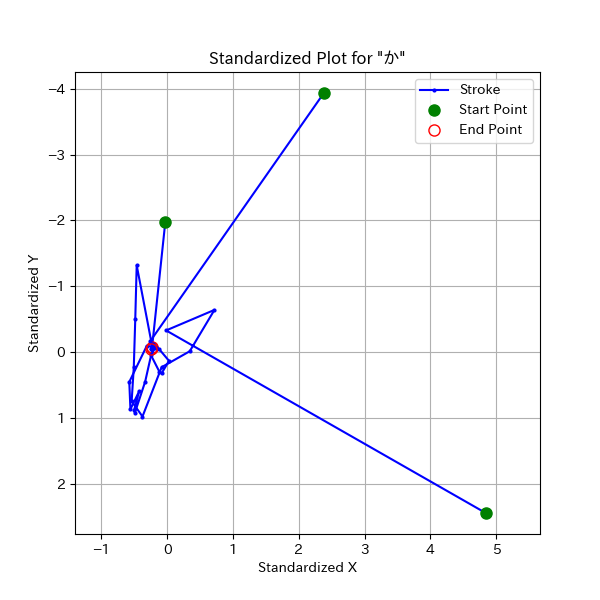 Standardized Plot for "か"
Stroke
Start Point
End Point
−4
−3
−2
−1
0
1
2
Standardized Y
−1 0 1 2 3 4 5
Standardized X